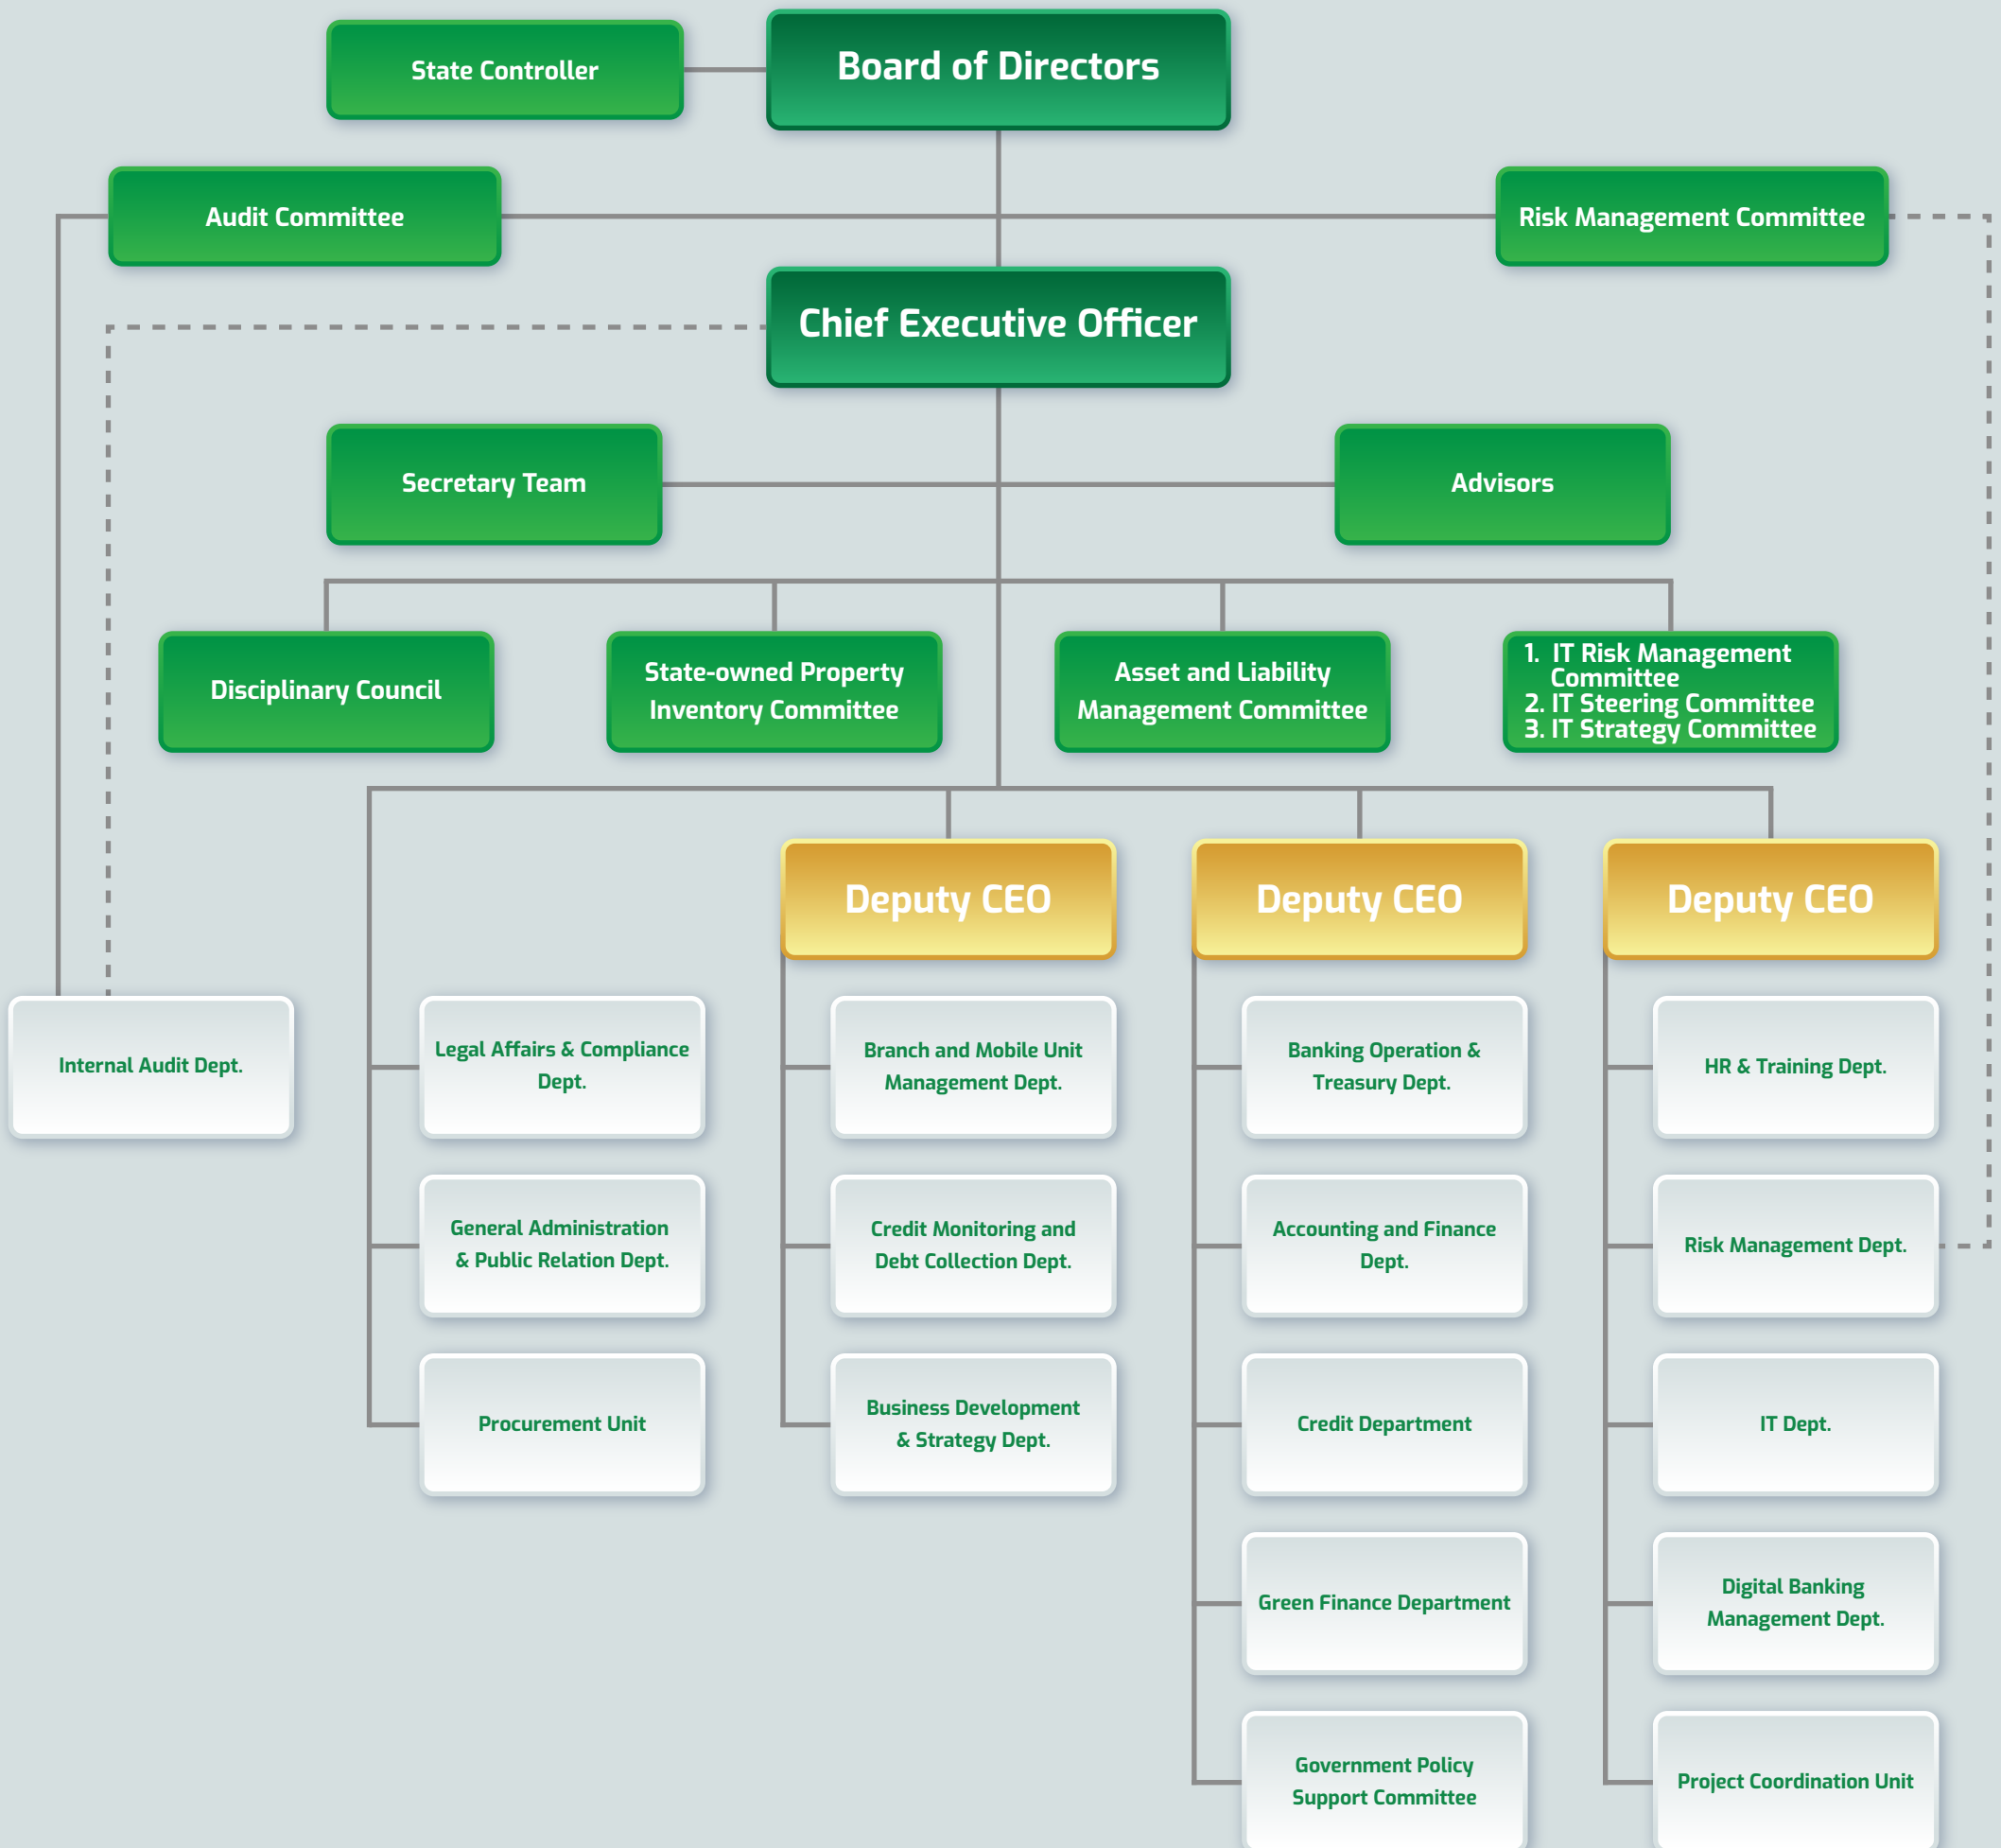 State Controller
Board of Directors
Audit Committee
Risk Management Committee
Chief Executive Officer
Secretary Team
Advisors
Disciplinary Council
State-owned Property
Inventory Committee
Asset and Liability
Management Committee
1. IT Risk Management
Committee
2. IT Steering Committee
3. IT Strategy Committee
Deputy CEO
Deputy CEO
Deputy CEO
Internal Audit Dept.
Legal Affairs & Compliance
Dept.
Branch and Mobile Unit
Management Dept.
Banking Operation &
Treasury Dept.
HR & Training Dept.
General Administration
& Public Relation Dept.
Credit Monitoring and
Debt Collection Dept.
Accounting and Finance
Dept.
Risk Management Dept.
Procurement Unit
Business Development
& Strategy Dept.
Credit Department
IT Dept.
Green Finance Department
Digital Banking
Management Dept.
Government Policy
Support Committee
Project Coordination Unit